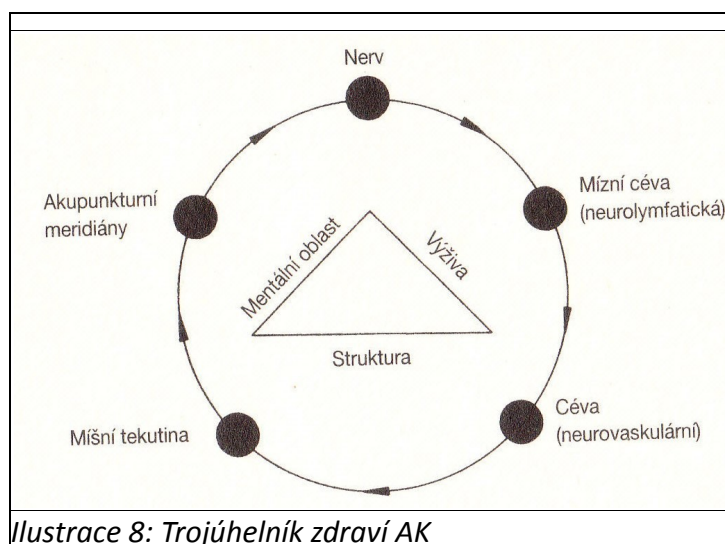 Nerv
Akupunkturní
meridiány
Mízní céva
(neurolymfatická)
Mentální oblast
Výživa
Struktura
Míšní tekutina
Céva
(neurovaskulární)
Ilustrace 8: Trojúhelník zdraví AK